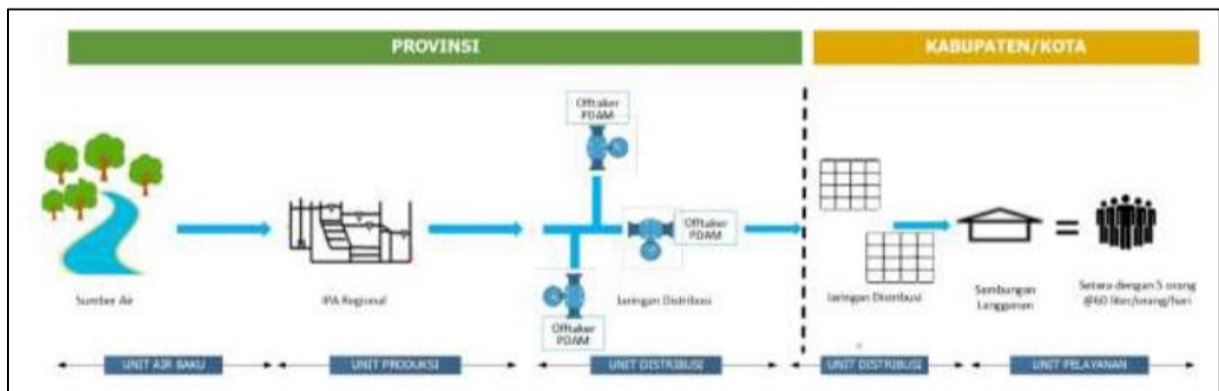 PROVINSI
KABUPATEN/KOTA
Offtaker
PDAM
Offtaker
PDAM
Offtaker
PDAM
Sumber Air
IPA Regional
Jaringan Distribusi
Jaringan Distribusi
Sambungan
Langganan
Setara dengan 5 orang
@60 liter/orang/hari
UNIT AIR BAKU
UNIT PRODUKSI
UNIT DISTRIBUSI
UNIT DISTRIBUSI
UNIT PELAYANAN